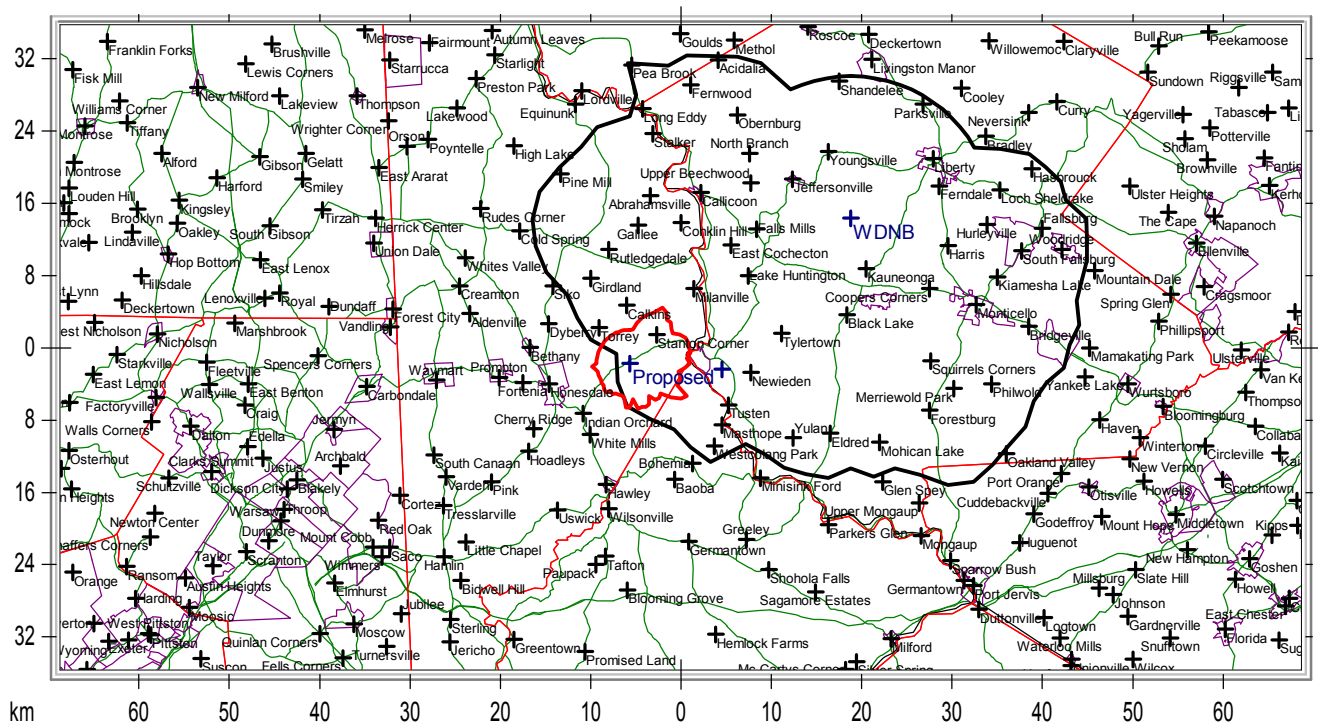 Melrose
Autumn Leaves
Goulds
Methol
Roscoe
Deckertown
Willowemoc
Claryville
Bull Run
Peekamoose
Franklin Forks
Brushville
Fairmount
Starlight
Acidalia
Livingston Manor
32
Fisk Mill
Lewis Corners
Starrucca
Pea Brook
Sundown
Riggsville
Sam
New Milford
Lakeview
Thompson
Preston Park
Lordville
Fernwood
Shandelee
Cooley
Williams Corner
Lakewood
Equinunk
Long Eddy
Obernburg
Parksville
Neversink
Curry
Yagerville
Tabasco
24
Montrose
Tiffany
Wrighter Corner
Orson
Stalker
Bradley
Potterville
Sholam
Alford
Gibson
Gelatt
Poyntelle
High Lake
North Branch
Youngsville
Liberty
Brownville
Montrose
Harford
Smiley
East Ararat
Pine Mill
Upper Beechwood
Jeffersonville
Hasbrouck
Louden Hill
Kingsley
Abrahamsville
Callicoon
Ferndale
Loch Sheldrake
Ulster Heights
16
Brooklyn
Tirzah
Herrick Center
Rudes Corner
Fallsburg
The Cape
Napanoch
Lindaville
Oakley
South Gibson
Cold Spring
Galilee
Conklin Hill
Falls Mills
WDNB
Hurleyville
Woodridge
Hop Bottom
Union Dale
Rutledgedale
East Cochecton
Harris
South Fallsburg
Ellenville
East Lenox
Whites Valley
Kauneonga
8
Hillsdale
Siko
Girdland
Lake Huntington
Kiamesha Lake
Mountain Dale
Cragsmoor
Deckertown
Lenoxville
Royal
Dundaff
Creamton
Milanville
Coopers Corners
Monticello
Spring Glen
Forest City
Aldenville
Calkins
Black Lake
West Nicholson
Marshbrook
Vandling
Dyberry
Torrey
Bridgeville
Phillipsport
Nicholson
Stanton Corner
Tylertown
0
Starkville
Spencers Corners
Bethany
Mamakating Park
Ulsterville
Fleetville
Squirrels Corners
East Lemon
Wallsville
East Benton
Carbondale
Waymart
Prompton
Proposed
Newieden
Philwold
Yankee Lake
Wurtsboro
Factoryville
Fortenia
Honesdale
Merriewold Park
Bloomingburg
Craig
Jermyn
Cherry Ridge
Indian Orchard
Tusten
Forestburg
8
Walls Corners
Dalton
Edella
White Mills
Masthope
Eldred
Haven
Winterton
Osterhout
Clarks Summit
Justus
Archbald
South Canaan
Hoadleys
Westcolang Park
Mohican Lake
Oakland Valley
Circleville
Schultzville
Bohemia
New Vernon
16
Dickson City
Blakely
Varden
Pink
Hawley
Baoba
Minisink Ford
Glen Spey
Port Orange
Otisville
Howells
Scotchtown
Cuddebackville
Newton Center
Warsaw
Throop
Cortez
Tresslarville
Uswick
Wilsonville
Upper Mongaup
Godeffroy
Mount Hope
Middletown
Dunmore
Mount Cobb
Red Oak
Greeley
Parkers Glen
Kipps
Little Chapel
Germantown
Mongaup
Huguenot
Taylor
Scranton
Wimmers
Saco
New Hampton
24
Orange
Ransom
Hamlin
Paupack
Tafton
Shohola Falls
Sparrow Bush
Slate Hill
Goshen
Austin Heights
Elmhurst
Bidwell Hill
Millsburg
Harding
Blooming Grove
Sagamore Estates
Germantown
Port Jervis
Johnson
Howell
Moosic
Jubilee
Duttonville
East Chester
West Pittston
Sterling
Logtown
Gardnerville
32
Wyoming
Exeter
Pittston
Quinlan Corners
Moscow
Jericho
Greentown
Hemlock Farms
Milford
Waterloo Mills
Snufftown
Florida
Suscon
Fells Corners
Turnersville
Promised Land
Wilcox
km
60
50
40
30
20
10
0
10
20
30
40
50
60